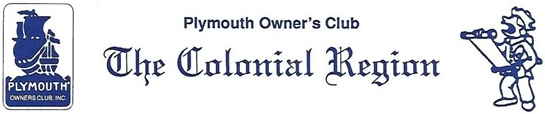 Plymouth Owner's Club
The Colonial Region
PLYMOUTH
OWNERS CLUB, INC.